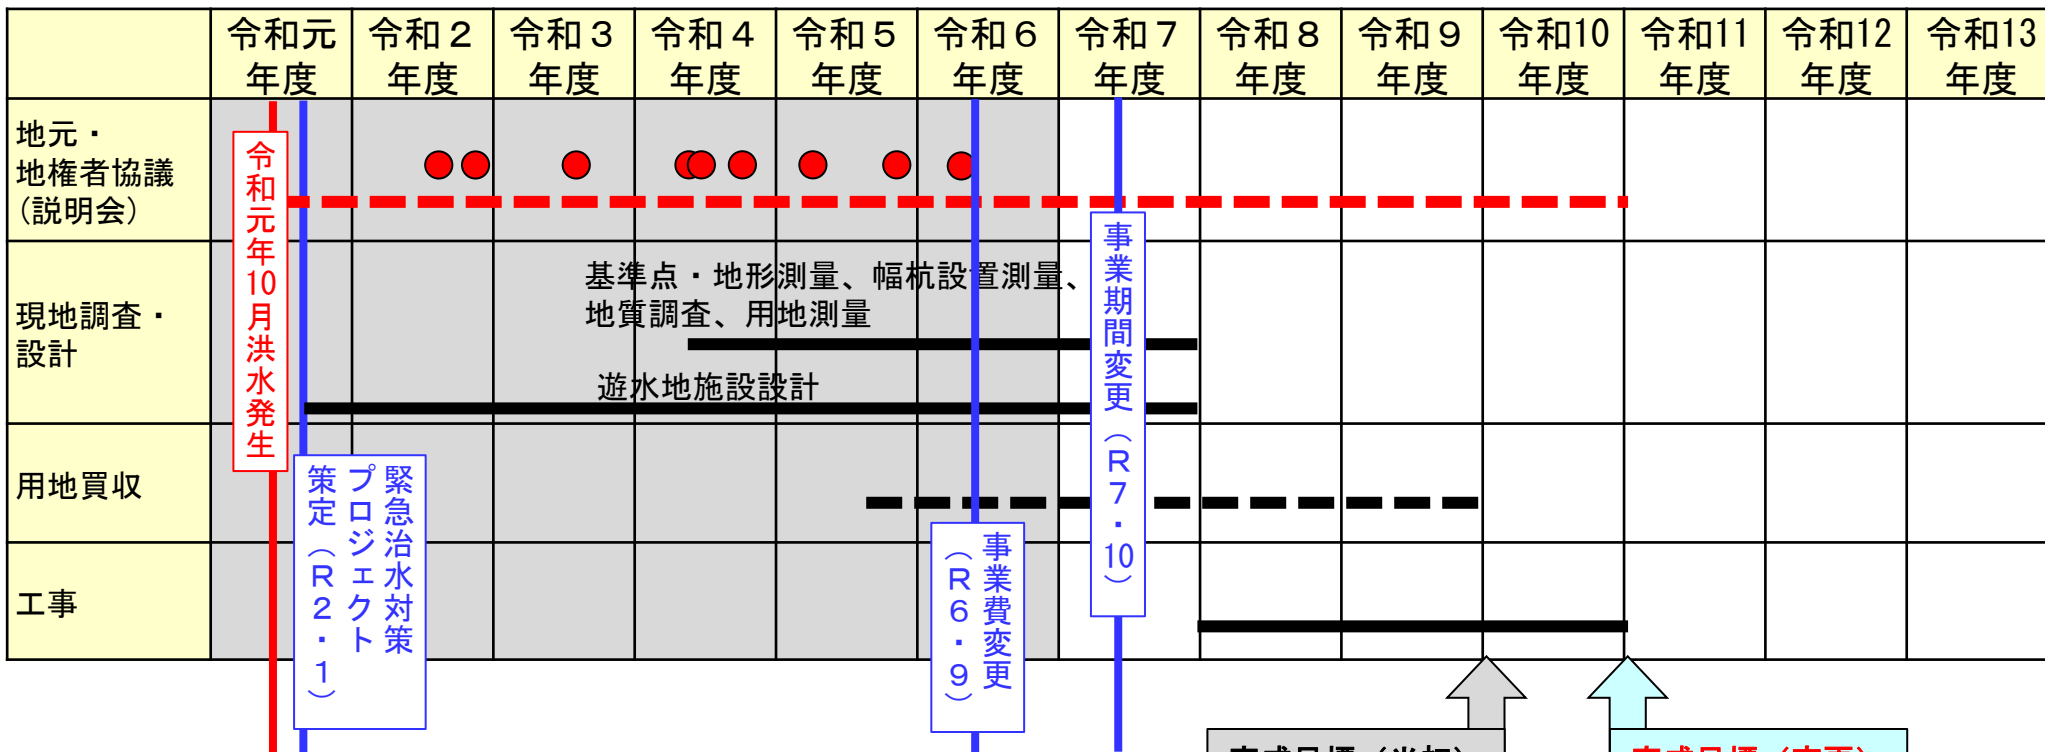 令和元
年度
令和２
年度
令和３
年度
令和４
年度
令和５
年度
令和６
年度
令和７
年度
令和８
年度
令和９
年度
令和10
年度
令和11
年度
令和12
年度
令和13
年度
地元・
地権者協議
（説明会）
令和元年10月洪水発生
現地調査・
設計
基準点・地形測量、幅杭設置測量、
地質調査、用地測量
遊水地施設設計
事業期間変更（Ｒ７・10）
用地買収
緊急治水対策
プロジェクト
策定（Ｒ２・１）
事業費変更
（Ｒ６・９）
工事